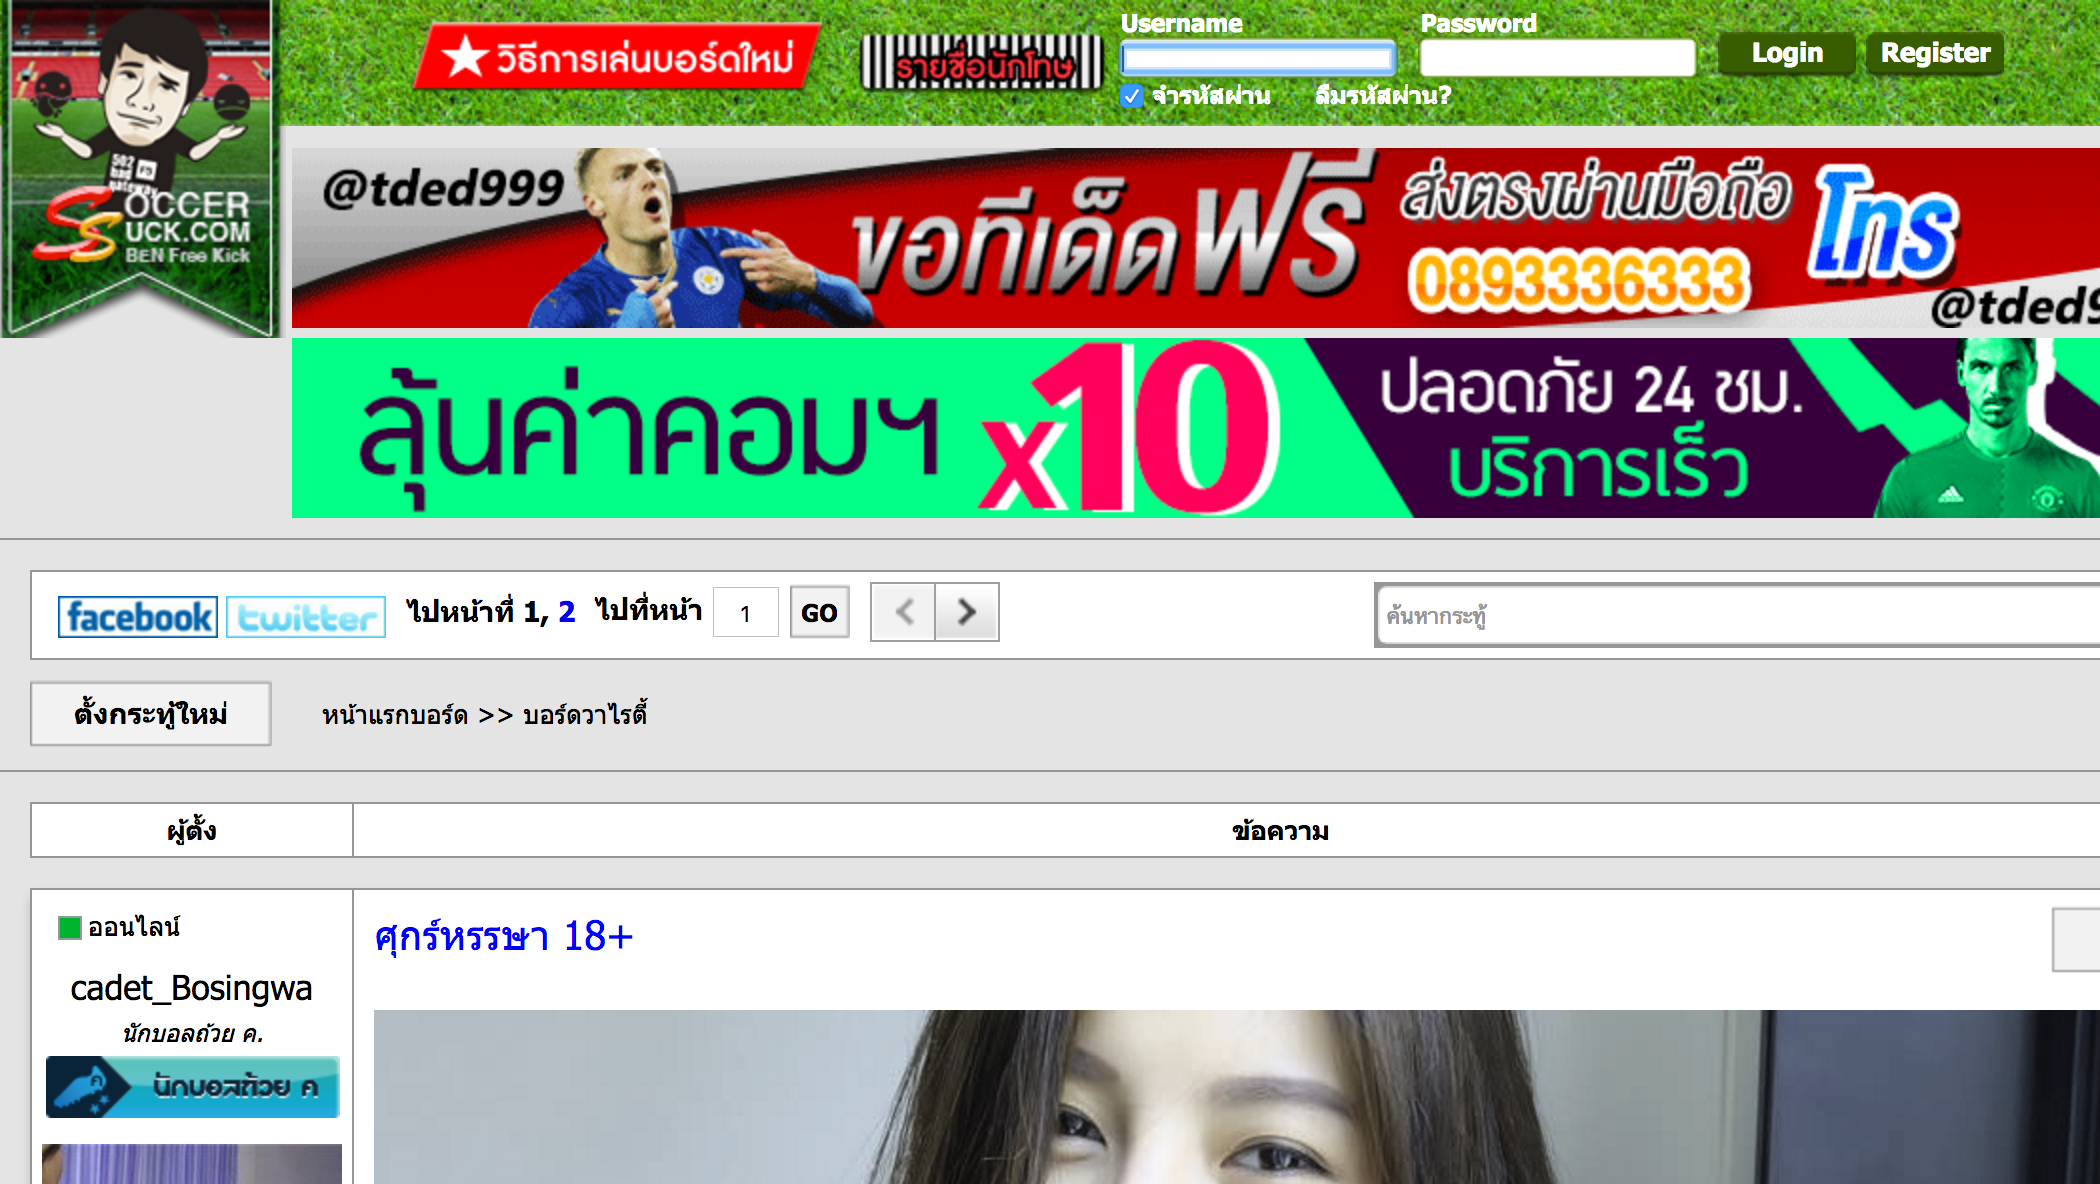 502
bad
gateway
SOCCER
SUCK.COM
BEN Free Kick
★ วิธีการเล่นบอร์ดใหม่
รายชื่อนักโทษ
Username
Password
Login
Register
จำรหัสผ่าน
ลืมรหัสผ่าน?
@tded999
ขอทีเด็ดฟรี
ส่งตรงผ่านมือถือ
0893336333
โทร
@tded9
ลุ้นค่าคอมฯ x10
ปลอดภัย 24 ชม.
บริการเร็ว
facebook twitter ไปหน้าที่ 1, 2 ไปที่หน้า 1 GO
ค้นหากระทู้
ตั้งกระทู้ใหม่
หน้าแรกบอร์ด >> บอร์ดวาไรตี้
ผู้ตั้ง
ข้อความ
ออนไลน์
cadet_Bosingwa
นักบอลถ้วย ค.
นักบอลถ้วย ค
ศุกร์หรรษา 18+